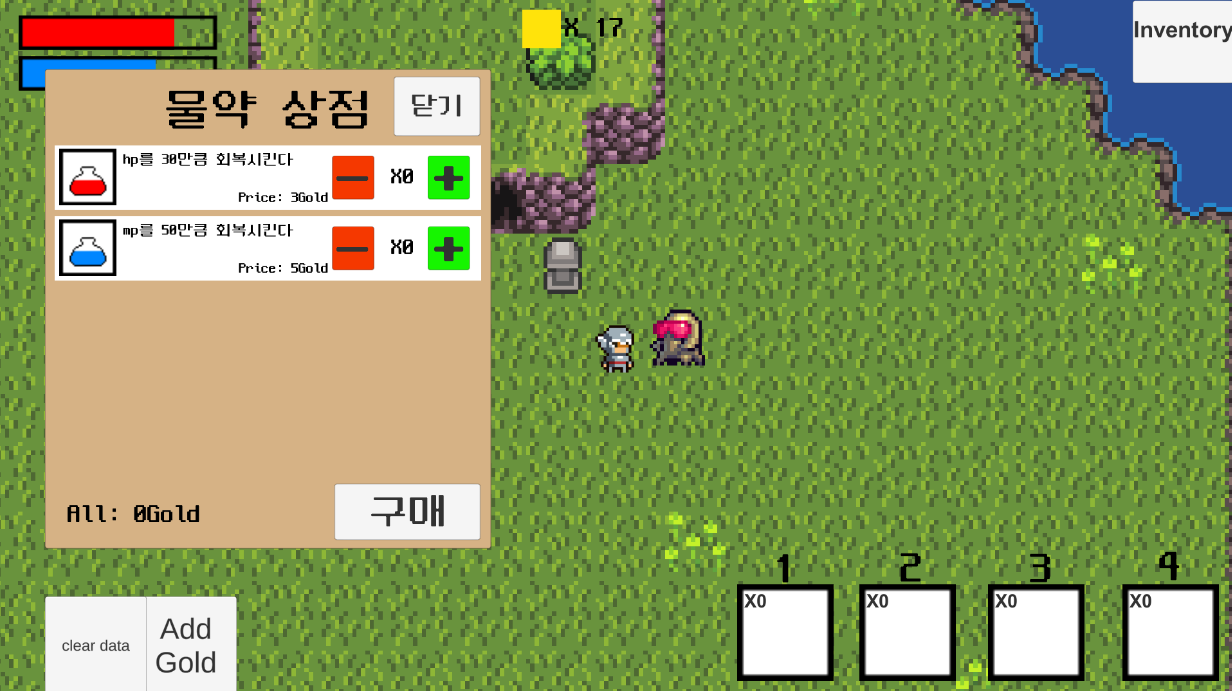 X 17
Inventory
물약 상점
닫기
hp를 30만큼 회복시킨다
Price: 3Gold
X0
mp를 50만큼 회복시킨다
Price: 5Gold
X0
All: 0Gold
구매
clear data
Add
Gold
1
2
3
4
X0
X0
X0
X0